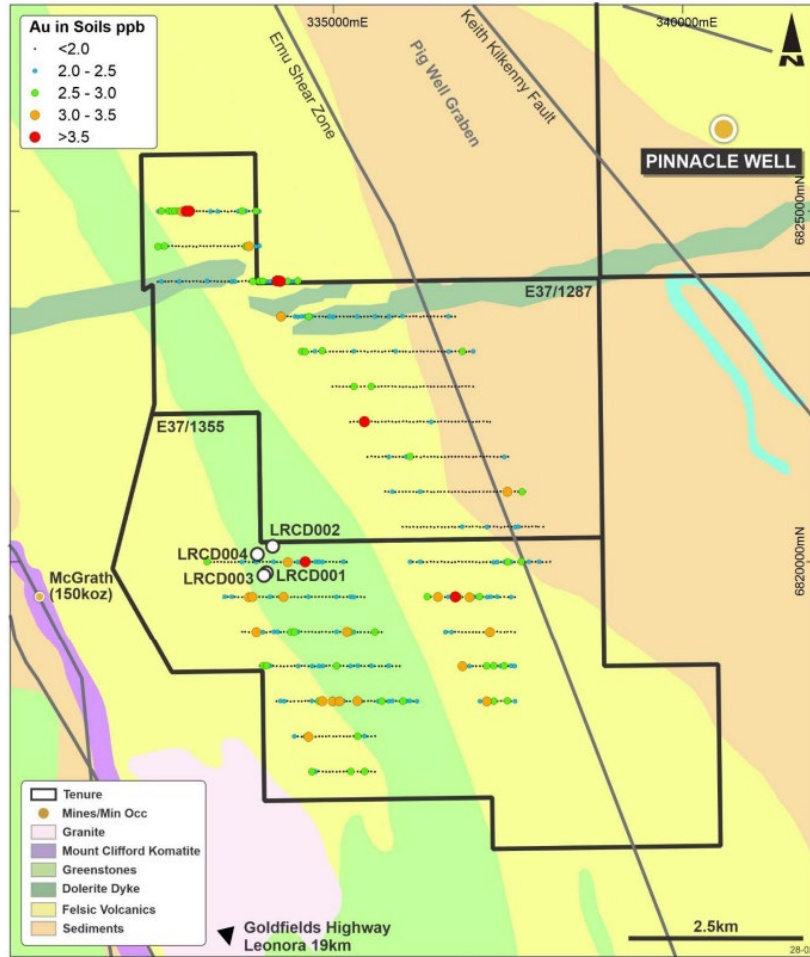 Au in Soils ppb
<2.0
2.0 - 2.5
2.5 - 3.0
3.0 - 3.5
>3.5
335000mE
340000mE
Emu Shear Zone
Pig Well Graben
Keith Kilkenny Fault
PINNACLE WELL
6825000mN
E37/1287
E37/1355
LRCD002
LRCD004
LRCD001
LRCD003
6820000mN
McGrath
(150koz)
Tenure
Mines/Min Occ
Granite
Mount Clifford Komatite
Greenstones
Dolerite Dyke
Felsic Volcanics
Sediments
Goldfields Highway
Leonora 19km
2.5km